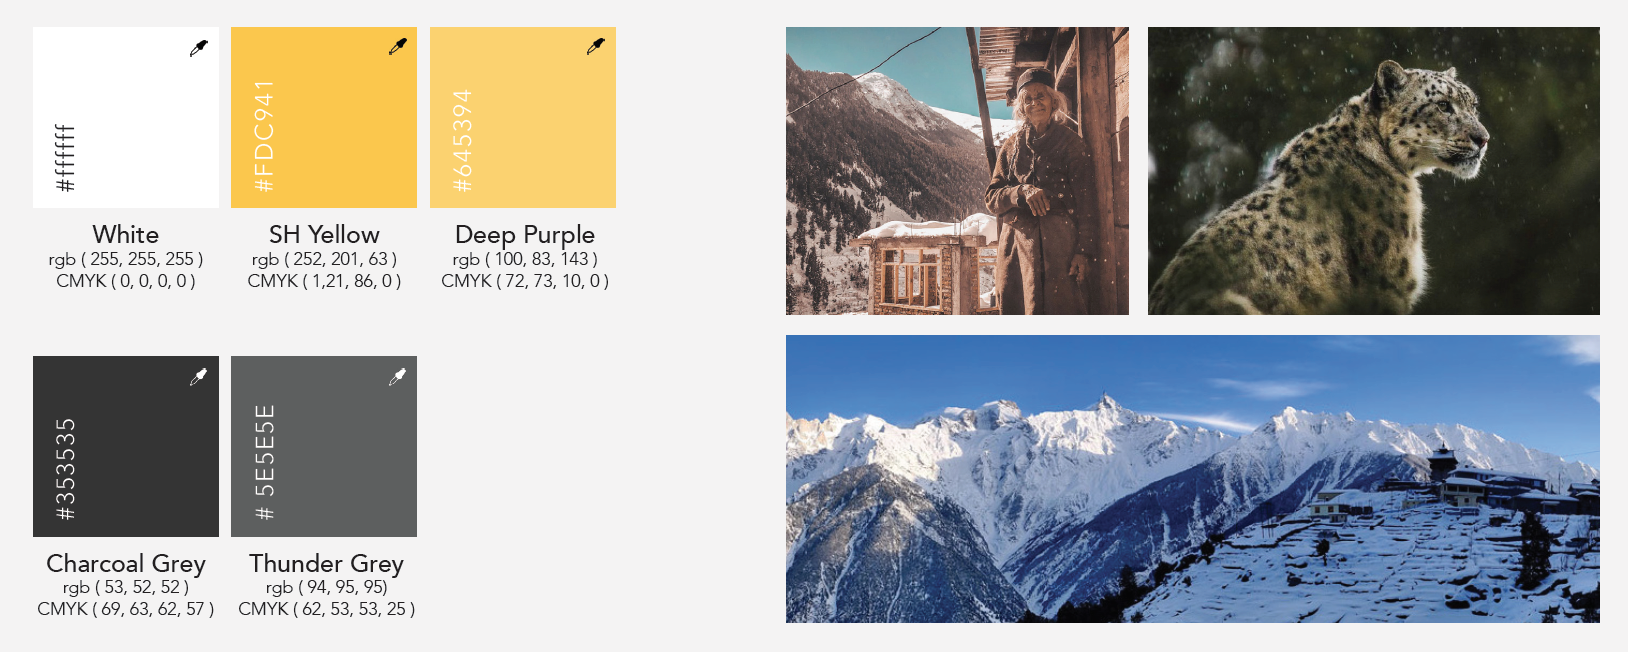 #ffffff
White
rgb ( 255, 255, 255 )
CMYK ( 0, 0, 0, 0 )
#FDC941
SH Yellow
rgb ( 252, 201, 63 )
CMYK ( 1,21, 86, 0 )
#645394
Deep Purple
rgb ( 100, 83, 143 )
CMYK ( 72, 73, 10, 0 )
#353535
Charcoal Grey
rgb ( 53, 52, 52 )
CMYK ( 69, 63, 62, 57 )
# 5E5E5E
Thunder Grey
rgb ( 94, 95, 95)
CMYK ( 62, 53, 53, 25 )